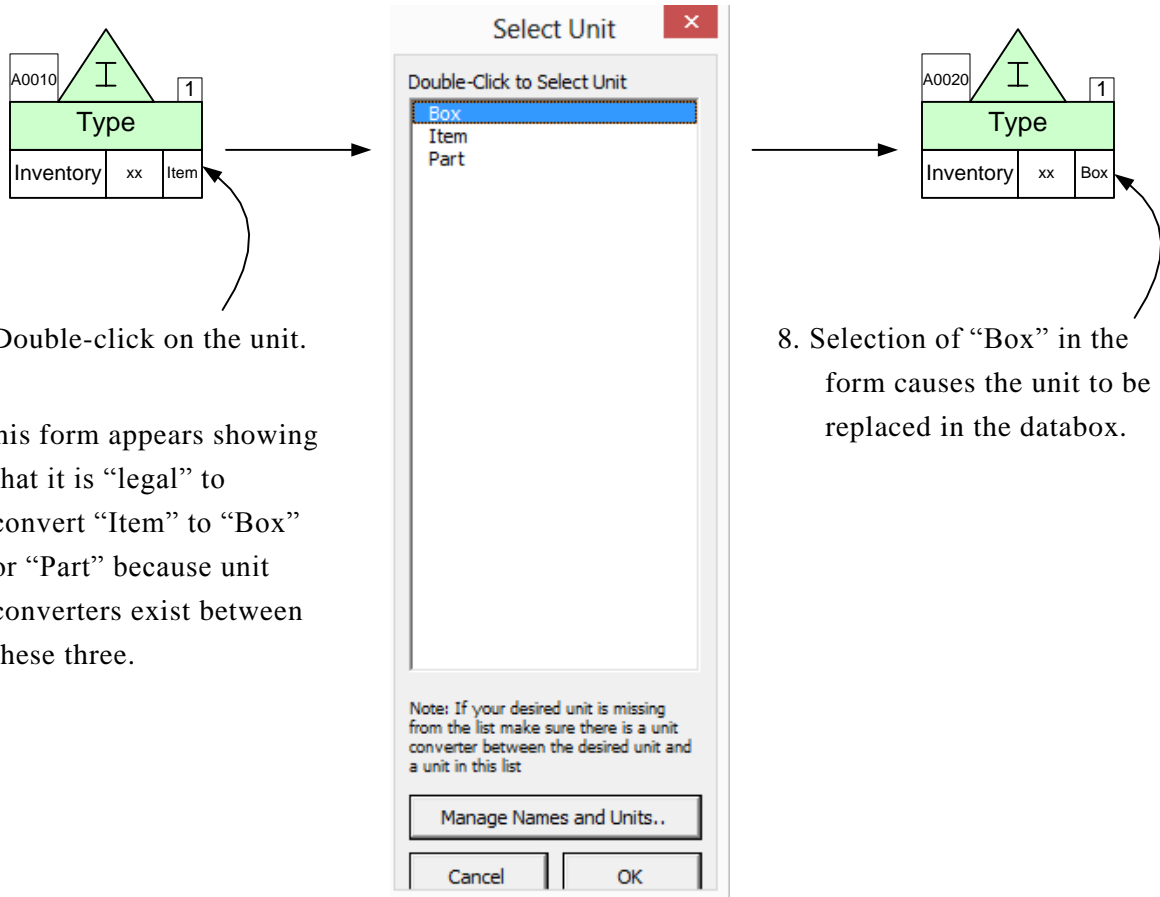 A0010
I
1
Type
Inventory
xx
Item
Double-click on the unit.
his form appears showing
that it is “legal” to
convert “Item” to “Box”
or “Part” because unit
converters exist between
these three.
Select Unit
Double-Click to Select Unit
Box
Item
Part
Note: If your desired unit is missing
from the list make sure there is a unit
converter between the desired unit and
a unit in this list
Manage Names and Units..
Cancel
OK
A0020
I
1
Type
Inventory
xx
Box
8. Selection of “Box” in the
form causes the unit to be
replaced in the databox.